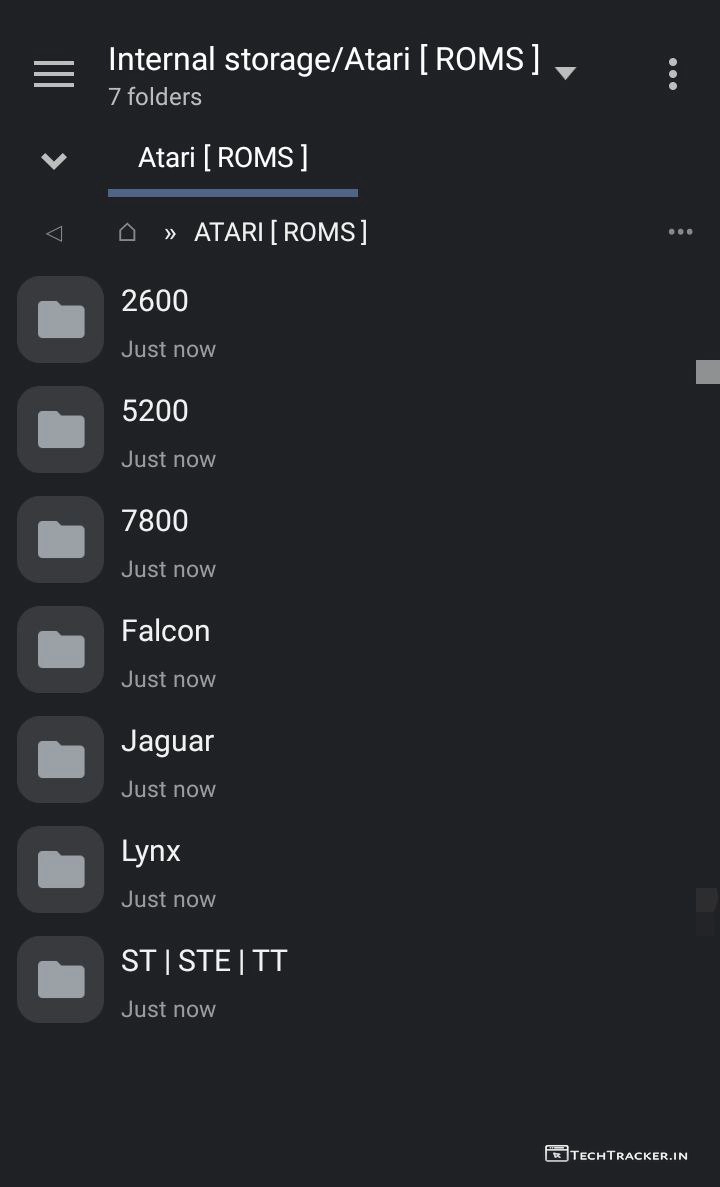 Internal storage/Atari [ ROMS ]
7 folders
Atari [ ROMS ]
» ATARI [ ROMS ]
2600
Just now
5200
Just now
7800
Just now
Falcon
Just now
Jaguar
Just now
Lynx
Just now
ST | STE | TT
Just now
TECHTRACKER.IN